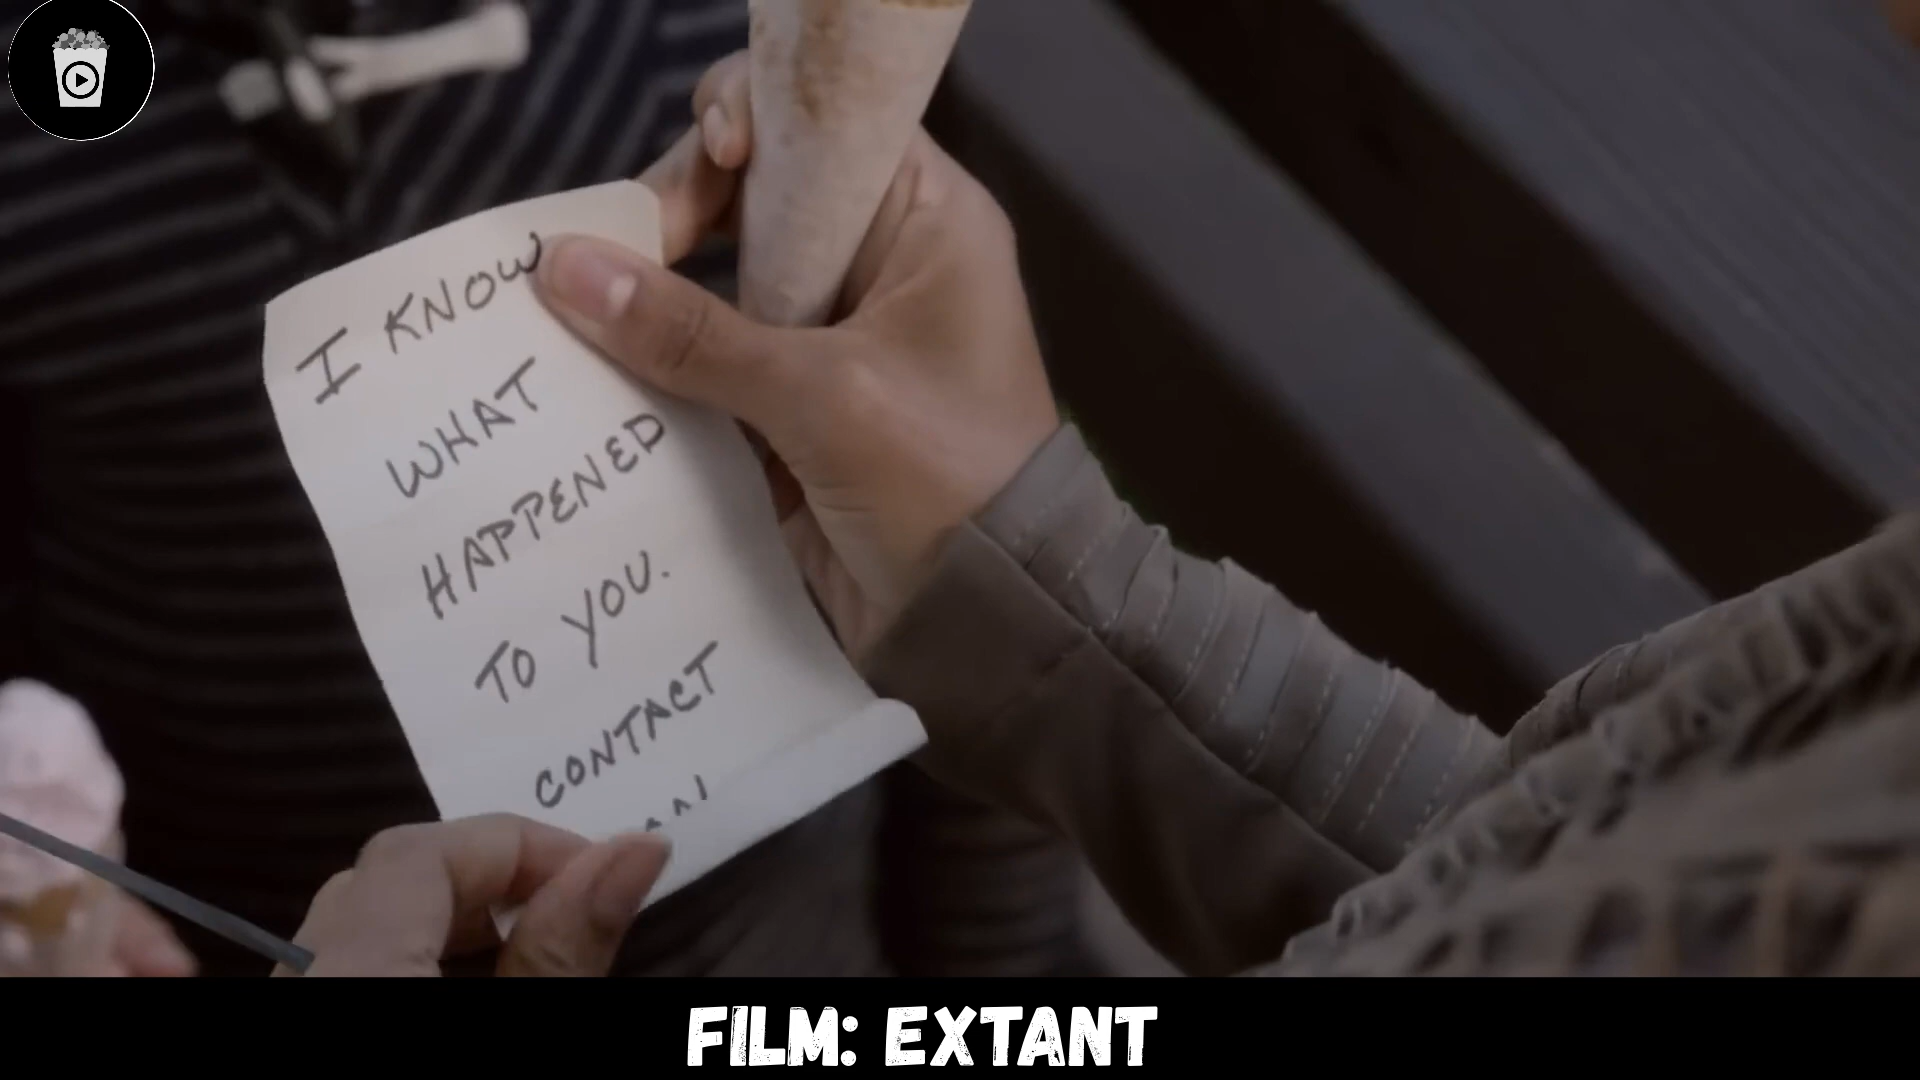 I KNOW
WHAT
HAPPENED
TO YOU.
CONTACT
FILM: EXTANT